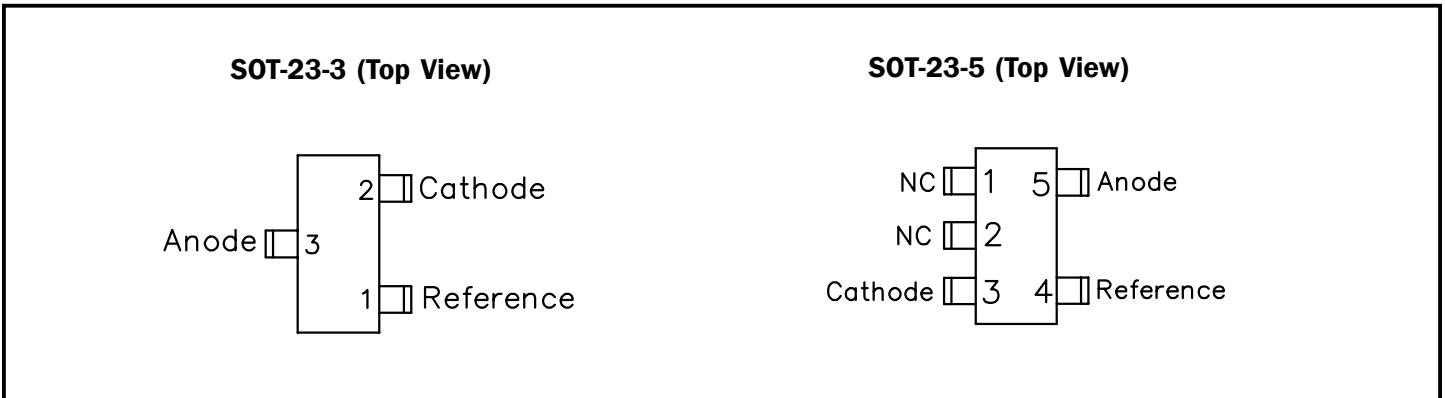 SOT-23-3 (Top View)
2 Cathode
Anode 3
1 Reference
SOT-23-5 (Top View)
NC 1 5 Anode
NC 2
Cathode 3 4 Reference